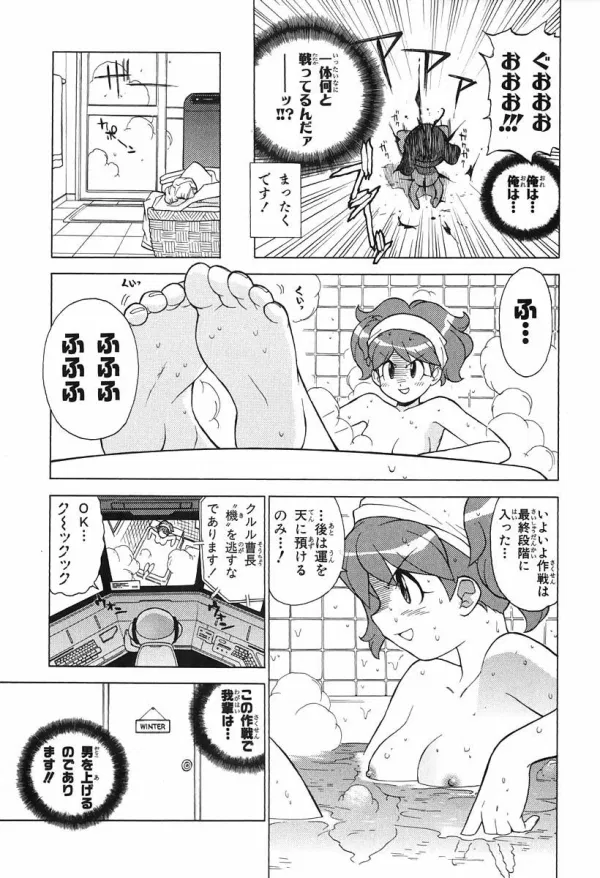 ぐおおお
おおお!!!
俺は…
俺は…
アアア
一体何と
戦ってるんだァ
――ッ!!?
まったく
です!
ふ…
くいっ
くいっ
ふふふ
ふふふ
いよいよ作戦は
最終段階に
入った…
…後は運を
天に預ける
のみ…!
クルル曹長
〝機〟を逃すな
であります!
OK…
ク〜ックック
この作戦で
我輩は…
WINTER
男を上げる
のであり
ます!!